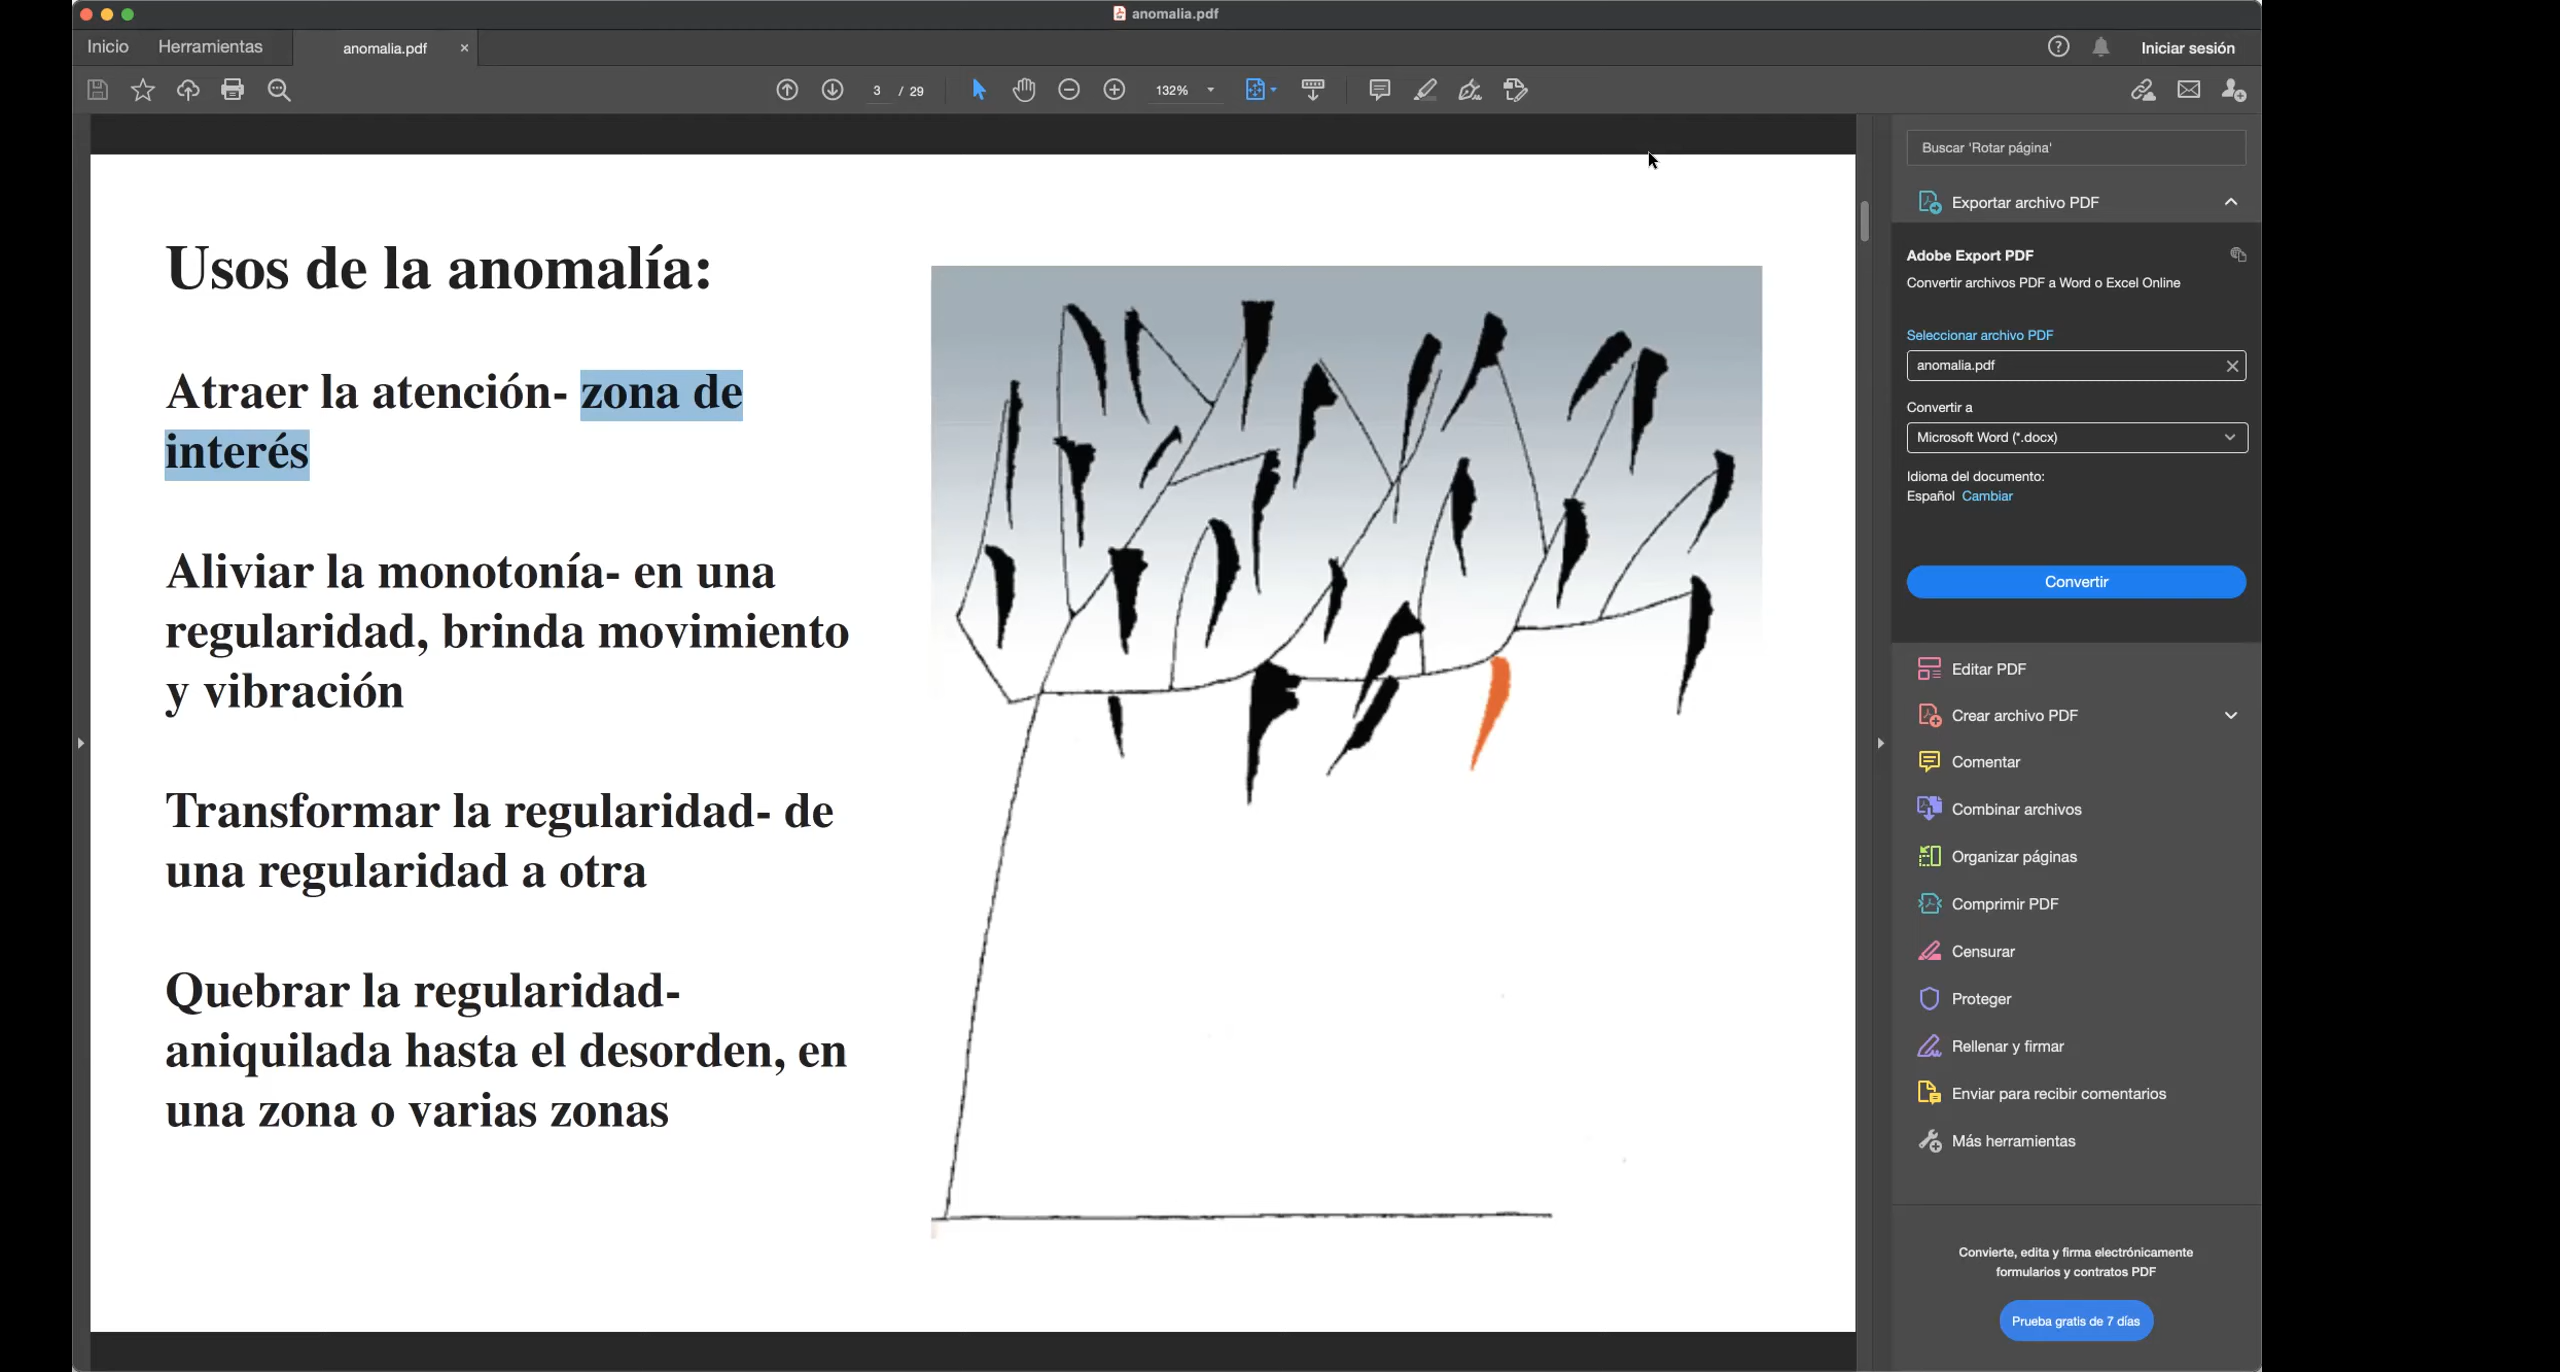 anomalia.pdf
Inicio
Herramientas
anomalia.pdf
Iniciar sesión
3 / 29
132%
Usos de la anomalía:
Atraer la atención- zona de
interés
Aliviar la monotonía- en una
regularidad, brinda movimiento
y vibración
Transformar la regularidad- de
una regularidad a otra
Quebrar la regularidad-
aniquilada hasta el desorden, en
una zona o varias zonas
Buscar 'Rotar página'
Exportar archivo PDF
Adobe Export PDF
Convertir archivos PDF a Word o Excel Online
Seleccionar archivo PDF
anomalia.pdf
Convertir a
Microsoft Word (*.docx)
Idioma del documento:
Español Cambiar
Convertir
Editar PDF
Crear archivo PDF
Comentar
Combinar archivos
Organizar páginas
Comprimir PDF
Censurar
Proteger
Rellenar y firmar
Enviar para recibir comentarios
Más herramientas
Convierte, edita y firma electrónicamente
formularios y contratos PDF
Prueba gratis de 7 días